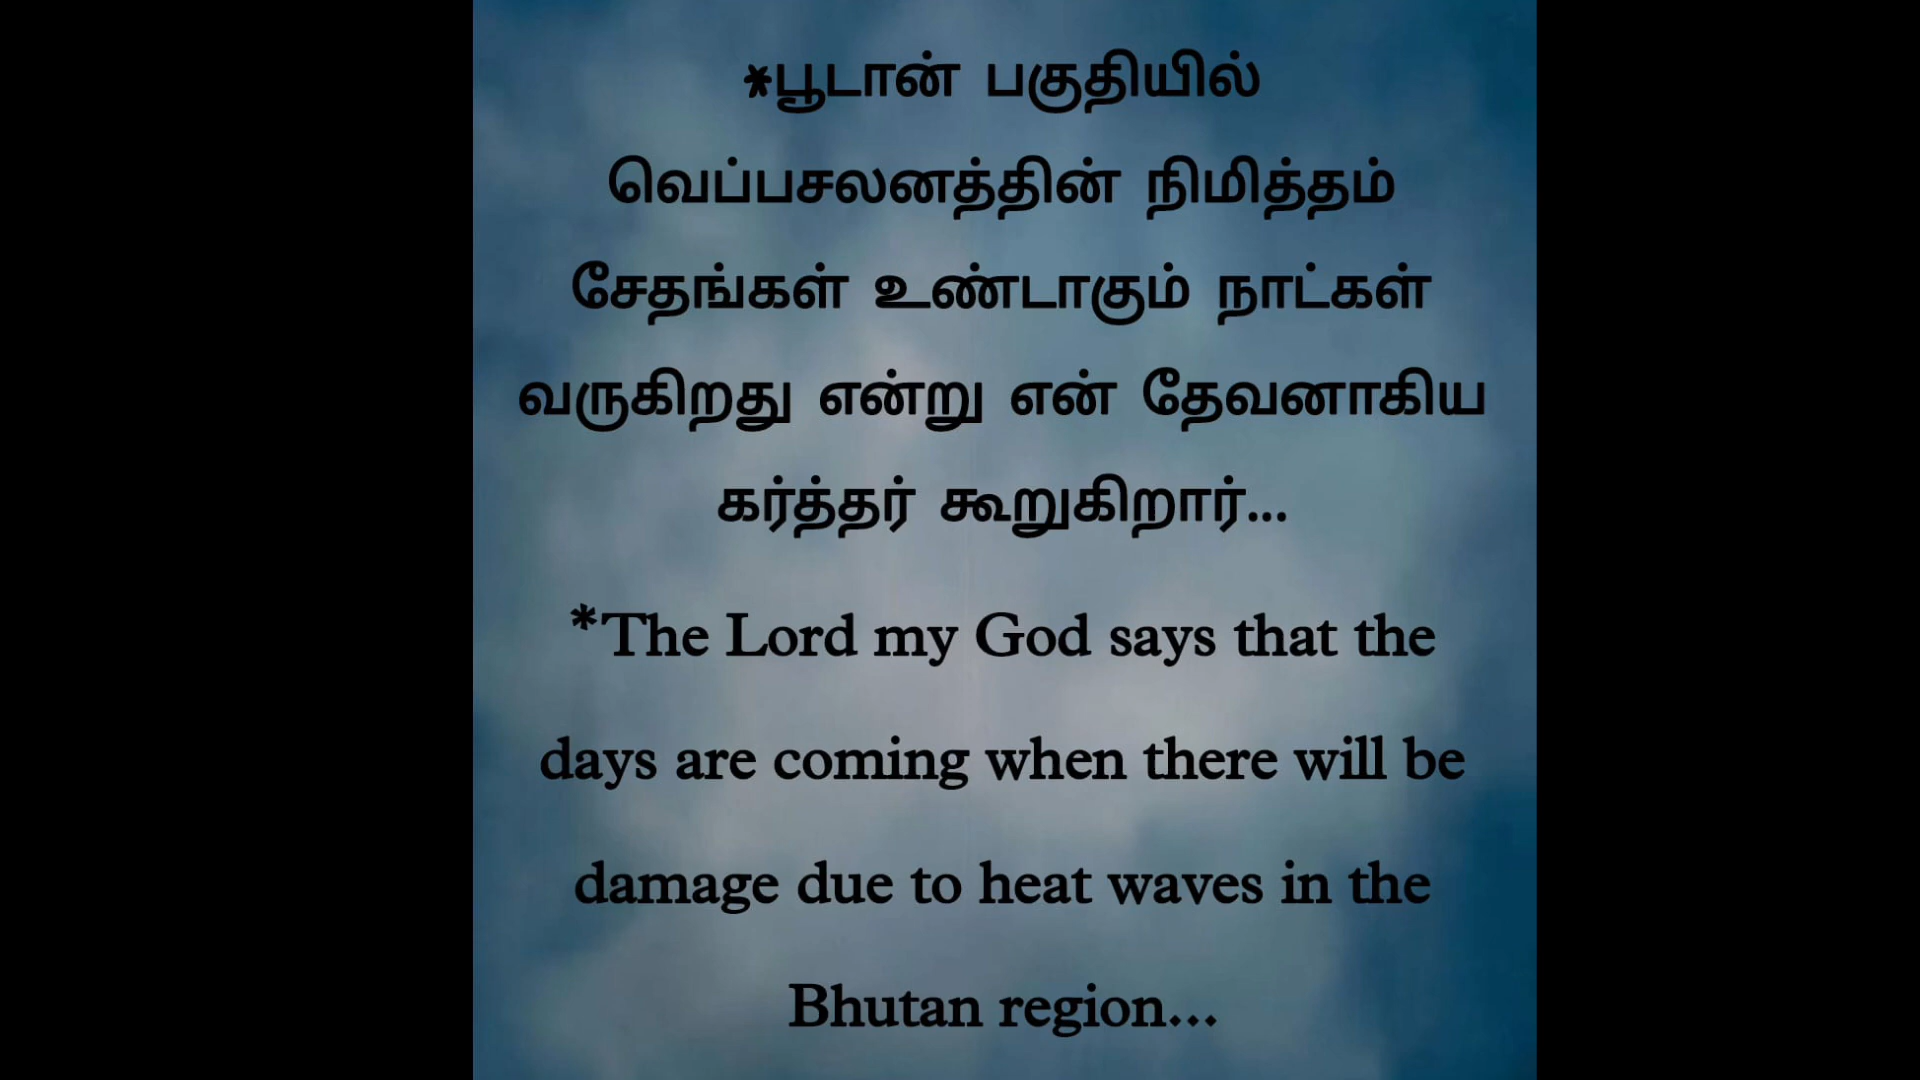 *பூடான் பகுதியில்
வெப்பசலனத்தின் நிமித்தம்
சேதங்கள் உண்டாகும் நாட்கள்
வருகிறது என்று என் தேவனாகிய
கர்த்தர் கூறுகிறார்...
*The Lord my God says that the
days are coming when there will be
damage due to heat waves in the
Bhutan region...